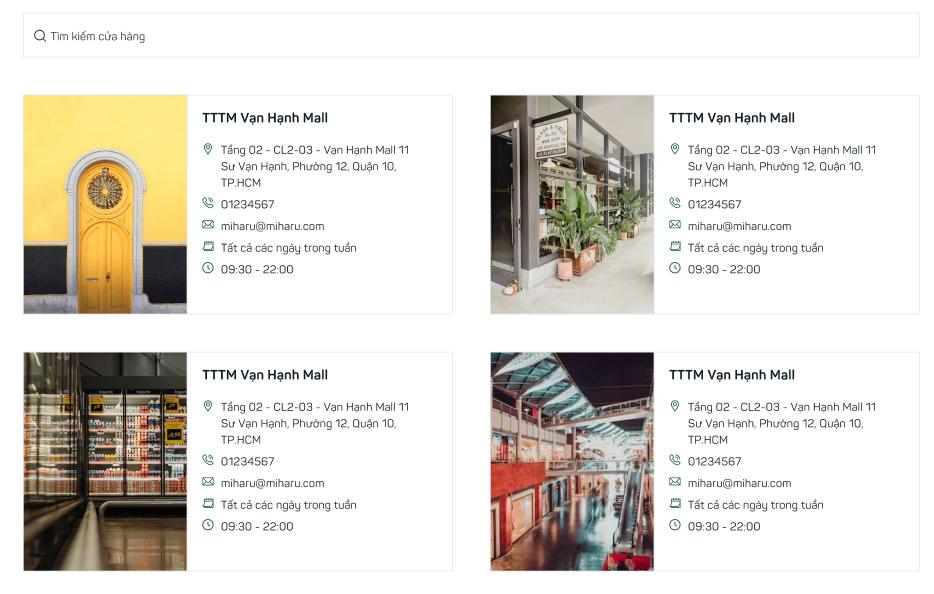 Tìm kiếm cửa hàng
TTTM Vạn Hạnh Mall
Tầng 02 - CL2-03 - Vạn Hạnh Mall 11
Sư Vạn Hạnh, Phường 12, Quận 10,
TP.HCM
01234567
miharu@miharu.com
Tất cả các ngày trong tuần
09:30 - 22:00
TTTM Vạn Hạnh Mall
Tầng 02 - CL2-03 - Vạn Hạnh Mall 11
Sư Vạn Hạnh, Phường 12, Quận 10,
TP.HCM
01234567
miharu@miharu.com
Tất cả các ngày trong tuần
09:30 - 22:00
WINE SHOP
TTTM Vạn Hạnh Mall
Tầng 02 - CL2-03 - Vạn Hạnh Mall 11
Sư Vạn Hạnh, Phường 12, Quận 10,
TP.HCM
01234567
miharu@miharu.com
Tất cả các ngày trong tuần
09:30 - 22:00
TTTM Vạn Hạnh Mall
Tầng 02 - CL2-03 - Vạn Hạnh Mall 11
Sư Vạn Hạnh, Phường 12, Quận 10,
TP.HCM
01234567
miharu@miharu.com
Tất cả các ngày trong tuần
09:30 - 22:00